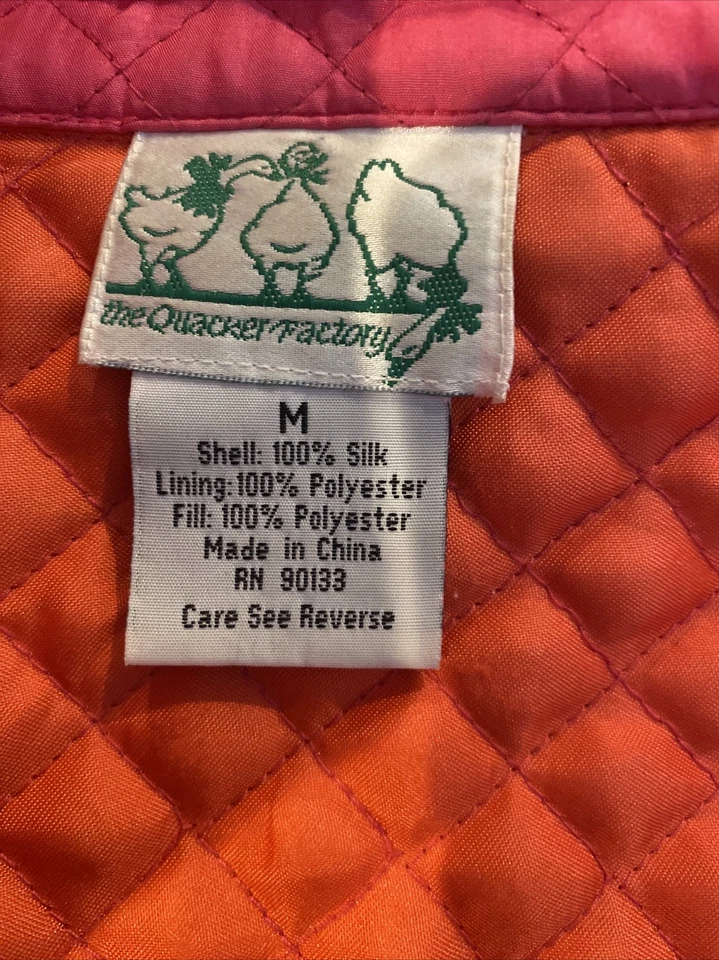 the Quacker Factory
M
Shell: 100% Silk
Lining:100% Polyester
Fill: 100% Polyester
Made in China
RN 90133
Care See Reverse